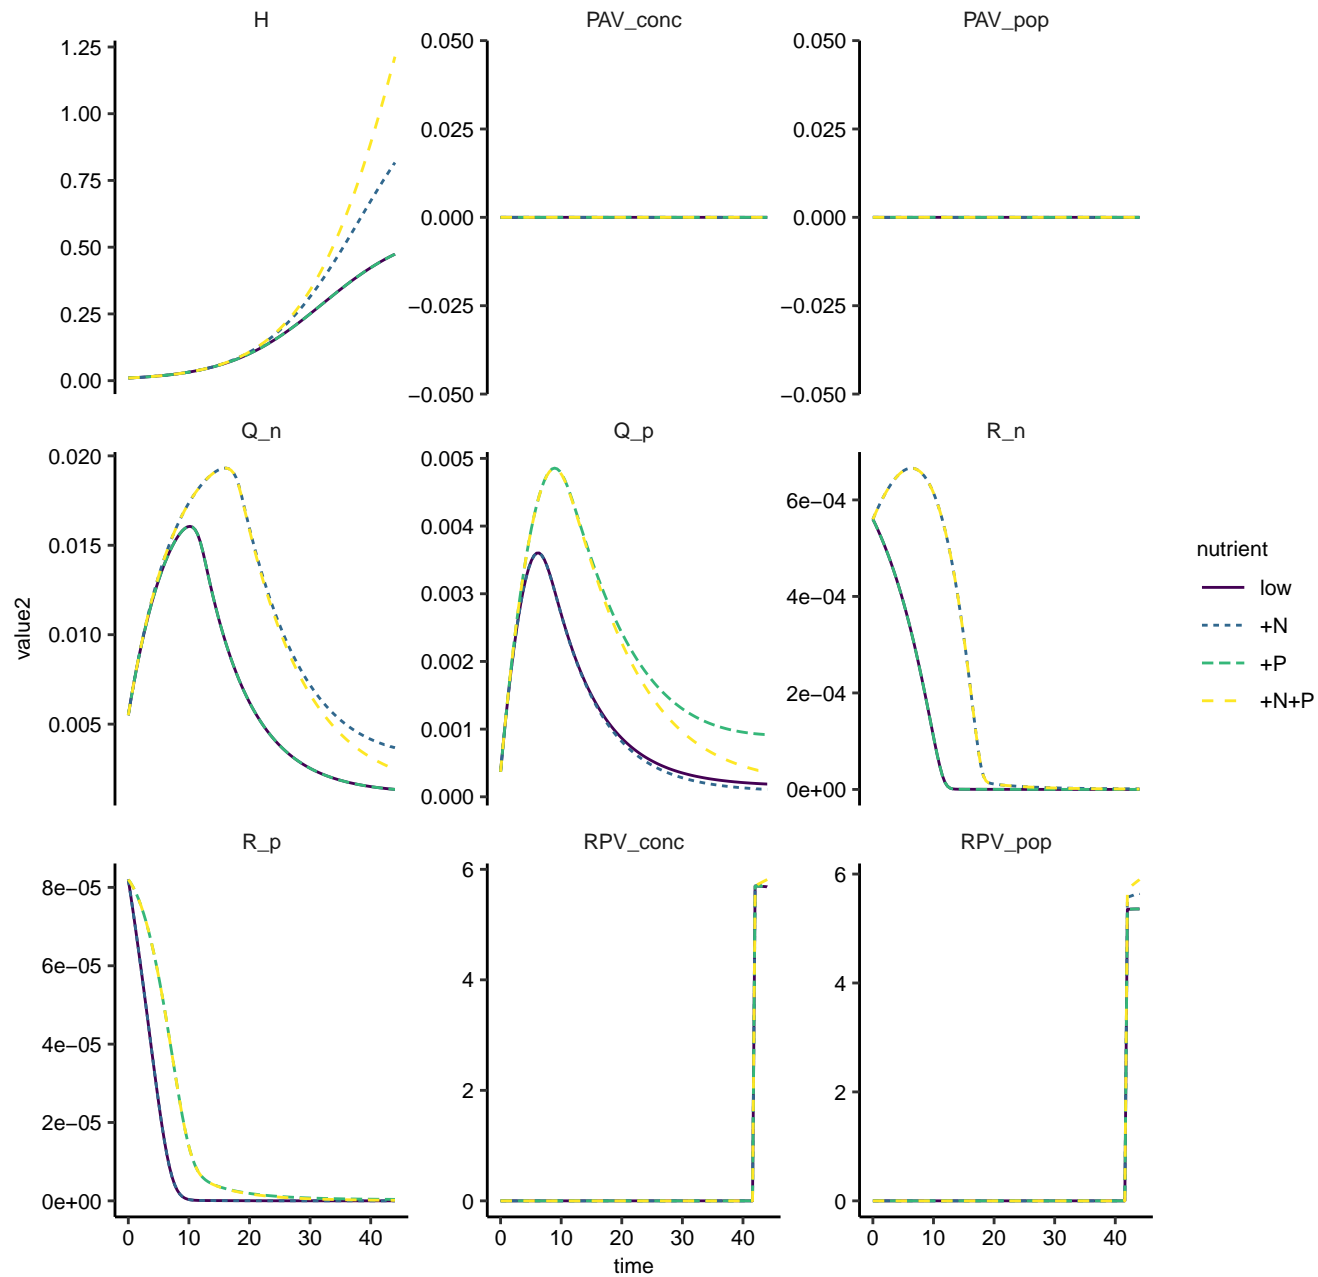 H
PAV_conc
PAV_pop
1.25
1.00
0.75
0.50
0.25
0.00
0.050
0.025
0.000
−0.025
−0.050
0.050
0.025
0.000
−0.025
−0.050
Q_n
Q_p
R_n
0.020
0.015
0.010
0.005
0.005
0.004
0.003
0.002
0.001
0.000
6e−04
4e−04
2e−04
0e+00
R_p
RPV_conc
RPV_pop
8e−05
6e−05
4e−05
2e−05
0e+00
6
4
2
0
6
4
2
0
0 10 20 30 40
0 10 20 30 40
0 10 20 30 40
time
value2
nutrient
low
+N
+P
+N+P